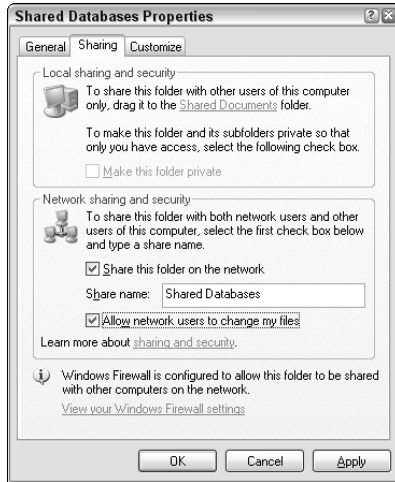 Shared Databases Properties
General Sharing Customize
Local sharing and security
To share this folder with other users of this computer
only, drag it to the Shared Documents folder.
To make this folder and its subfolders private so that
only you have access, select the following check box.
Make this folder private
Network sharing and security
To share this folder with both network users and other
users of this computer, select the first check box below
and type a share name.
Share this folder on the network
Share name: Shared Databases
Allow network users to change my files
Learn more about sharing and security.
Windows Firewall is configured to allow this folder to be shared
with other computers on the network.
View your Windows Firewall settings
OK Cancel Apply